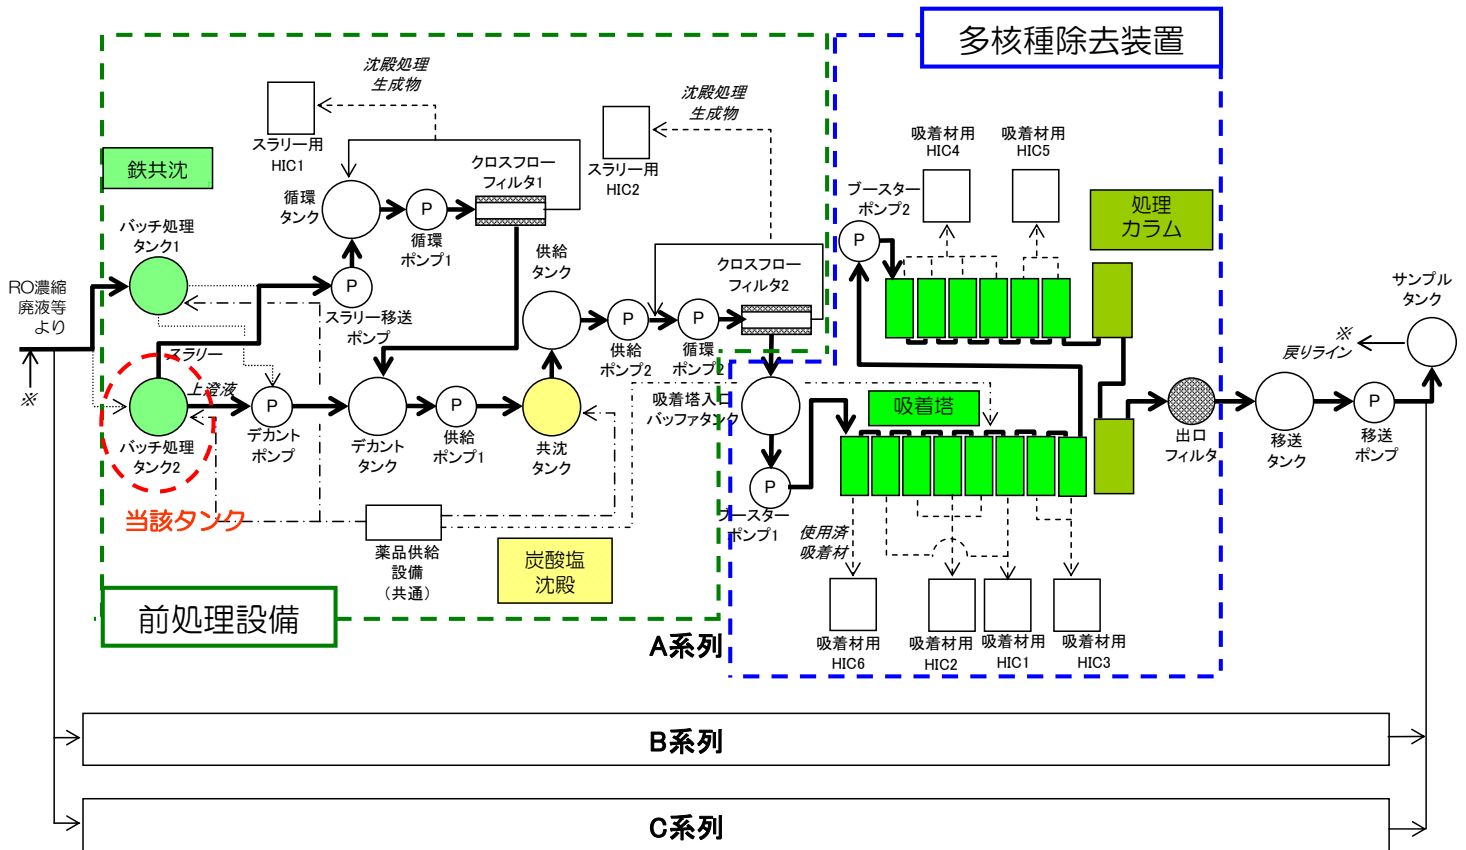 多核種除去装置
沈殿処理
生成物
スラリー用
HIC1
沈殿処理
生成物
スラリー用
HIC2
吸着材用
HIC4
吸着材用
HIC5
鉄共沈
クロスフロー
フィルタ1
循環
タンク
P
循環
ポンプ1
ブースター
ポンプ2
P
処理
カラム
バッチ処理
タンク1
供給
タンク
クロスフロー
フィルタ2
サンプル
タンク
RO濃縮
廃液等
より
P
スラリー移送
ポンプ
P
供給
ポンプ2
P
循環
ポンプ2
※
戻りライン
スラリー
※
上澄液
P
デカント
ポンプ
デカント
タンク
P
供給
ポンプ1
共沈
タンク
吸着塔入口
バッファタンク
吸着塔
出口
フィルタ
移送
タンク
P
移送
ポンプ
バッチ処理
タンク2
当該タンク
P
ブースター
ポンプ1
薬品供給
設備
（共通）
炭酸塩
沈殿
使用済
吸着材
前処理設備
吸着材用
HIC6
吸着材用
HIC2
吸着材用
HIC1
吸着材用
HIC3
A系列
B系列
C系列